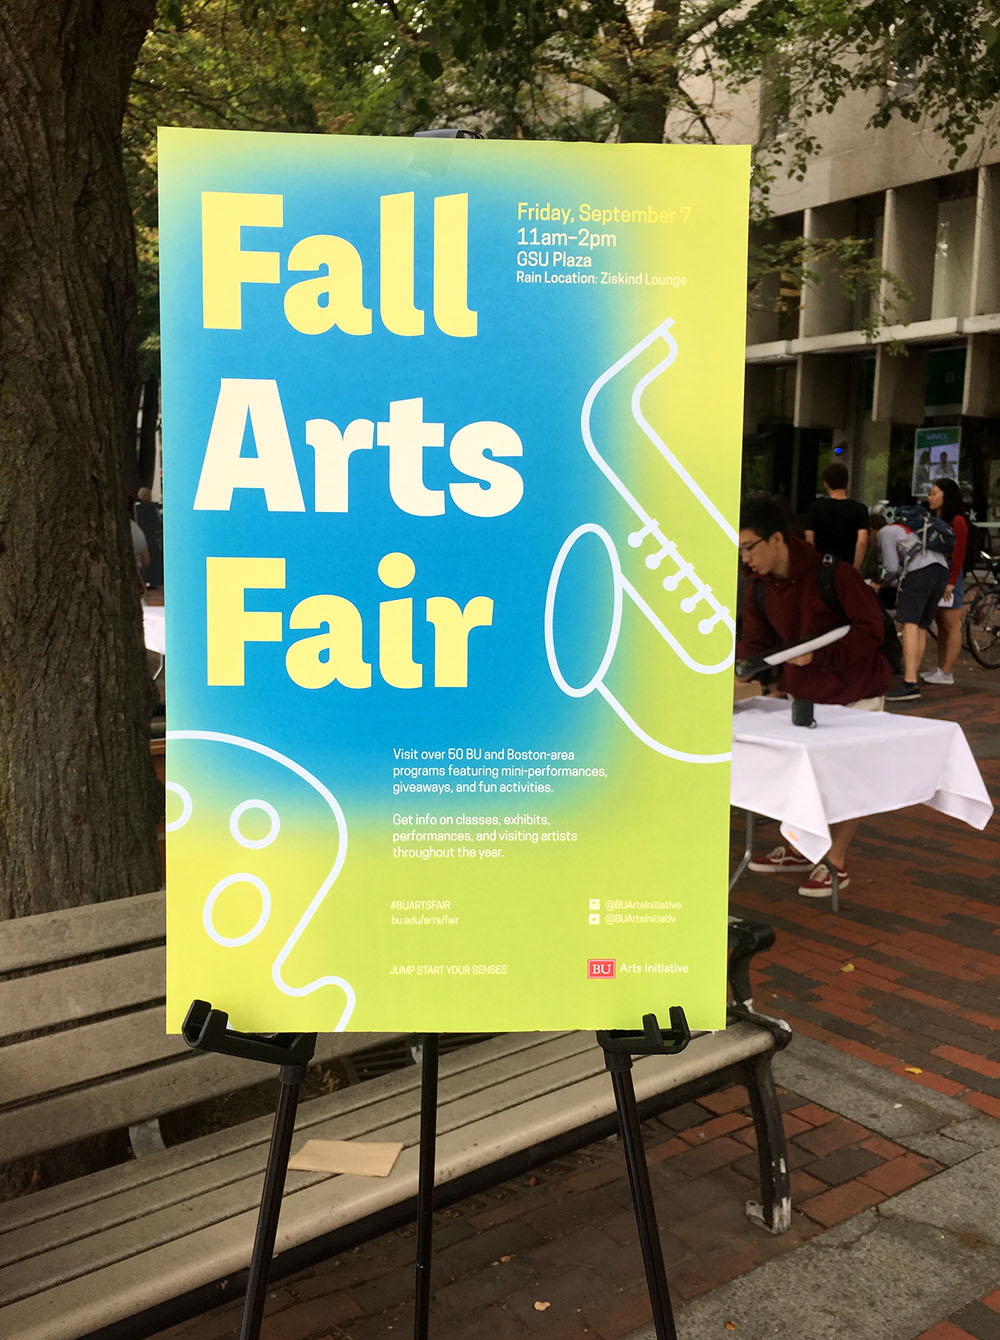 Fall
Arts
Fair
Friday, September 7
11am–2pm
GSU Plaza
Rain Location: Ziskind Lounge
Visit over 50 BU and Boston-area
programs featuring mini-performances,
giveaways, and fun activities.
Get info on classes, exhibits,
performances, and visiting artists
throughout the year.
#BUARTSFAIR
bu.edu/arts/fair
@BUArtsInitiative
@BUArtsInitiativ
JUMP START YOUR SENSES
BU Arts Initiative